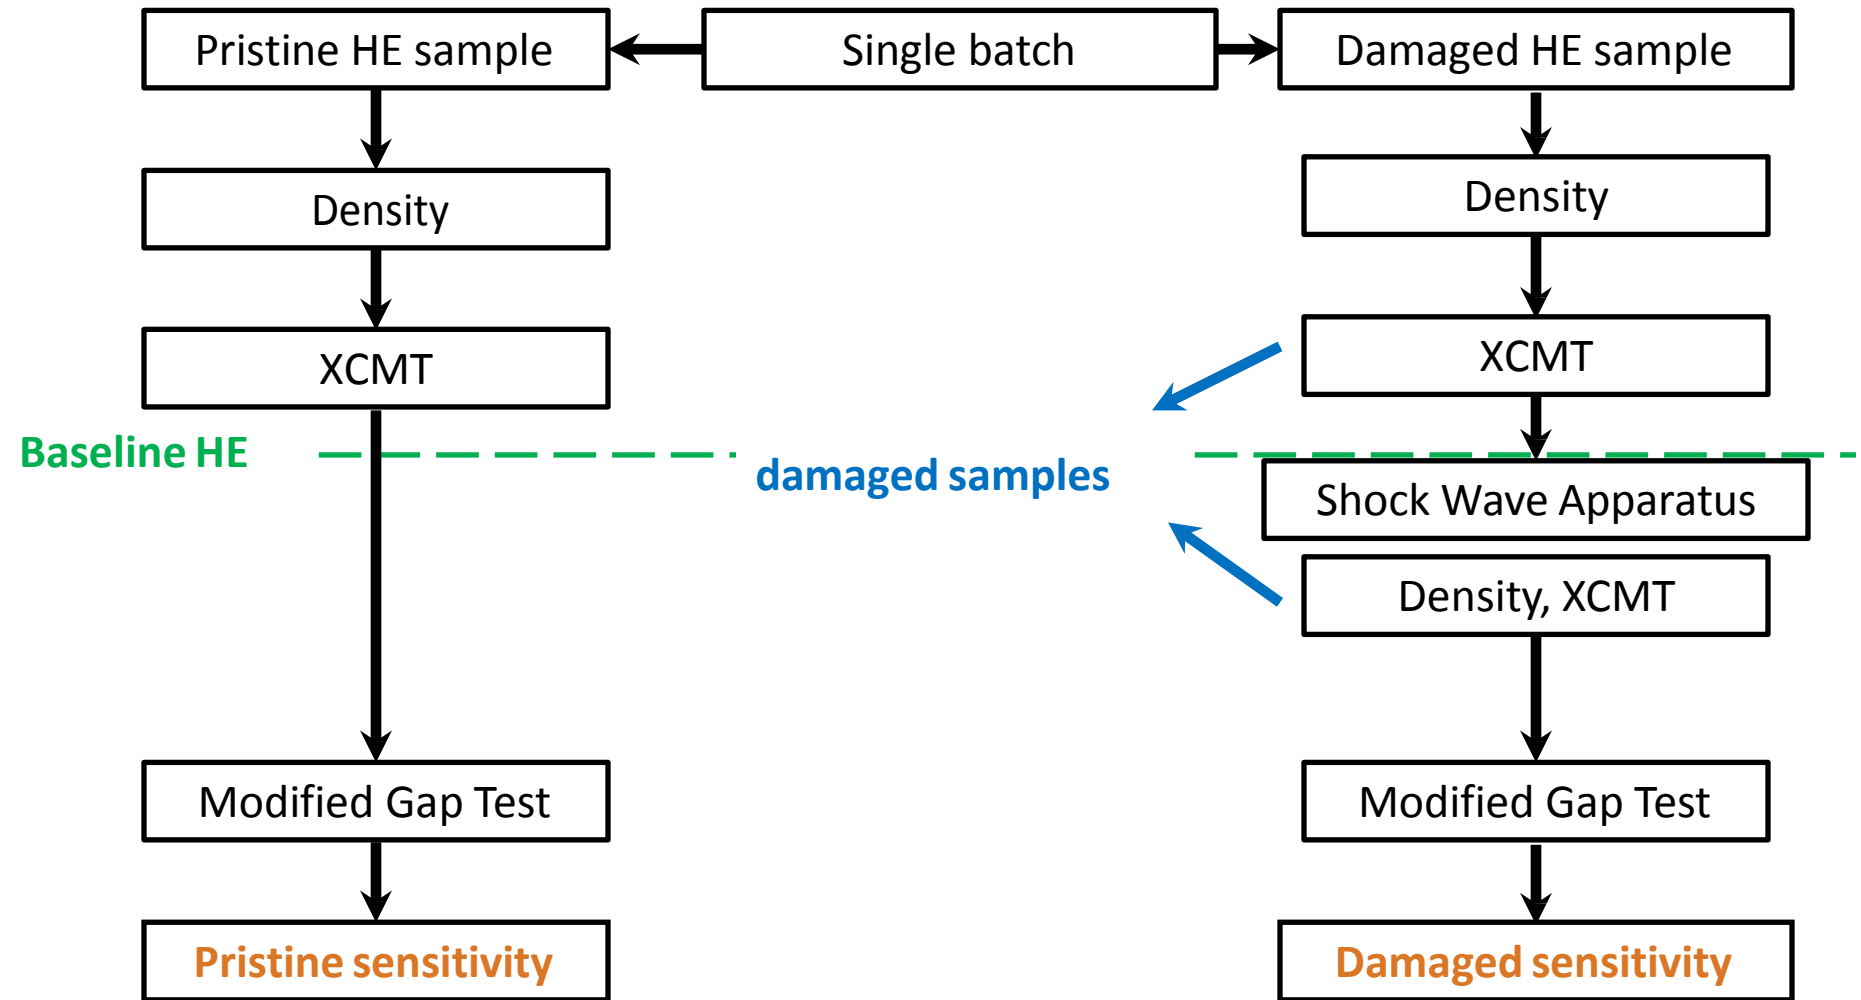 Pristine HE sample
Single batch
Damaged HE sample
Density
Density
XCMT
XCMT
Baseline HE
damaged samples
Shock Wave Apparatus
Density, XCMT
Modified Gap Test
Modified Gap Test
Pristine sensitivity
Damaged sensitivity